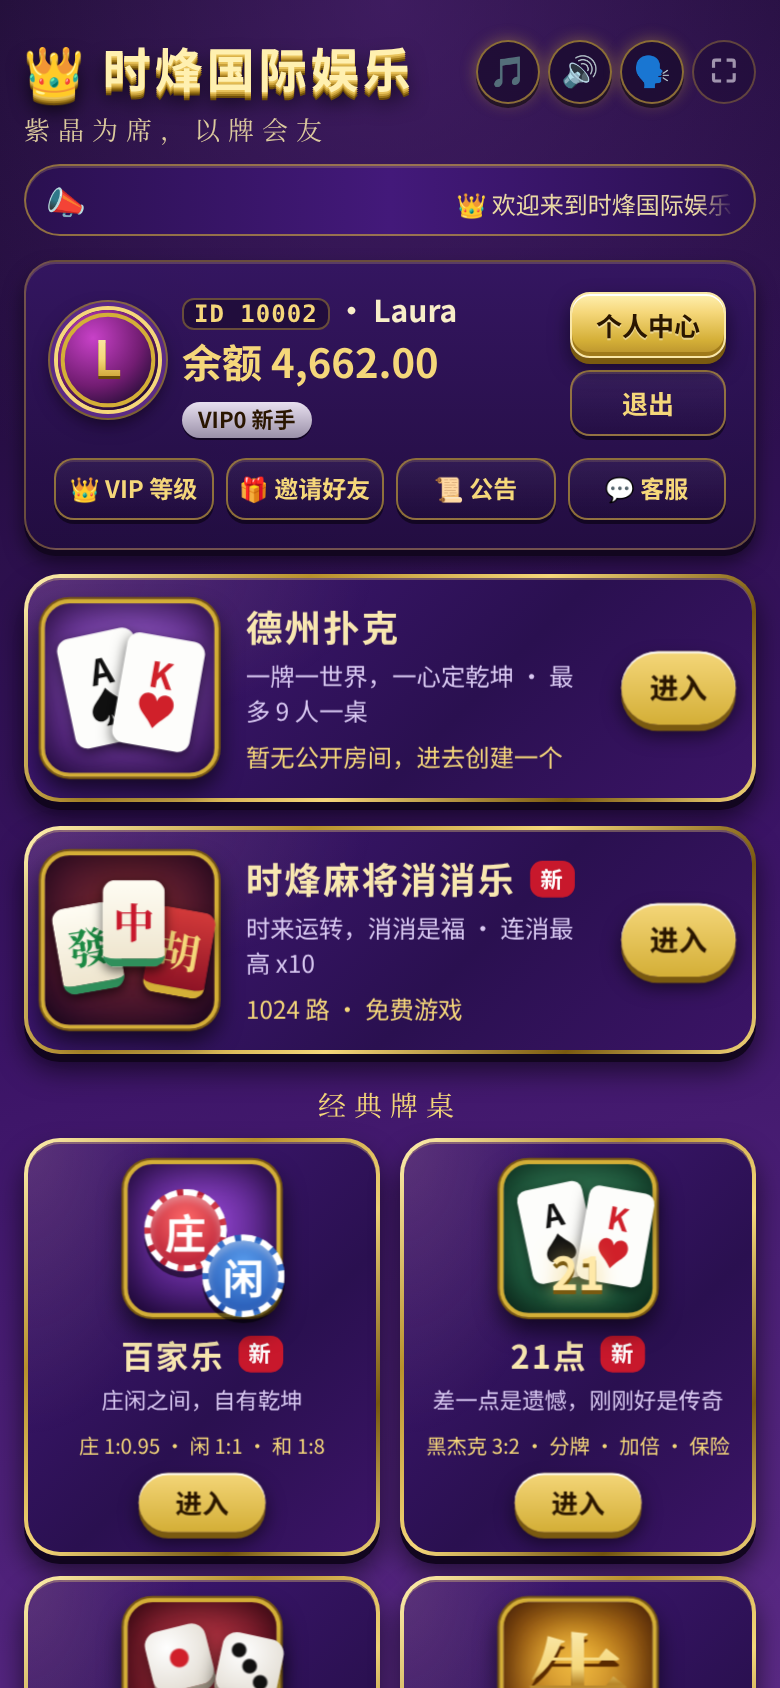 时烽国际娱乐
紫晶为席，以牌会友
欢迎来到时烽国际娱乐
L
ID 10002 · Laura
余额 4,662.00
VIP0 新手
个人中心
退出
VIP 等级
邀请好友
公告
客服
A K
德州扑克
一牌一世界，一心定乾坤 · 最
多 9 人一桌
暂无公开房间，进去创建一个
进入
發 中 胡
时烽麻将消消乐 新
时来运转，消消是福 · 连消最
高 x10
1024 路 · 免费游戏
进入
经典牌桌
庄
闲
百家乐 新
庄闲之间，自有乾坤
庄 1:0.95 · 闲 1:1 · 和 1:8
进入
A K
21
21点 新
差一点是遗憾，刚刚好是传奇
黑杰克 3:2 · 分牌 · 加倍 · 保险
进入
牛